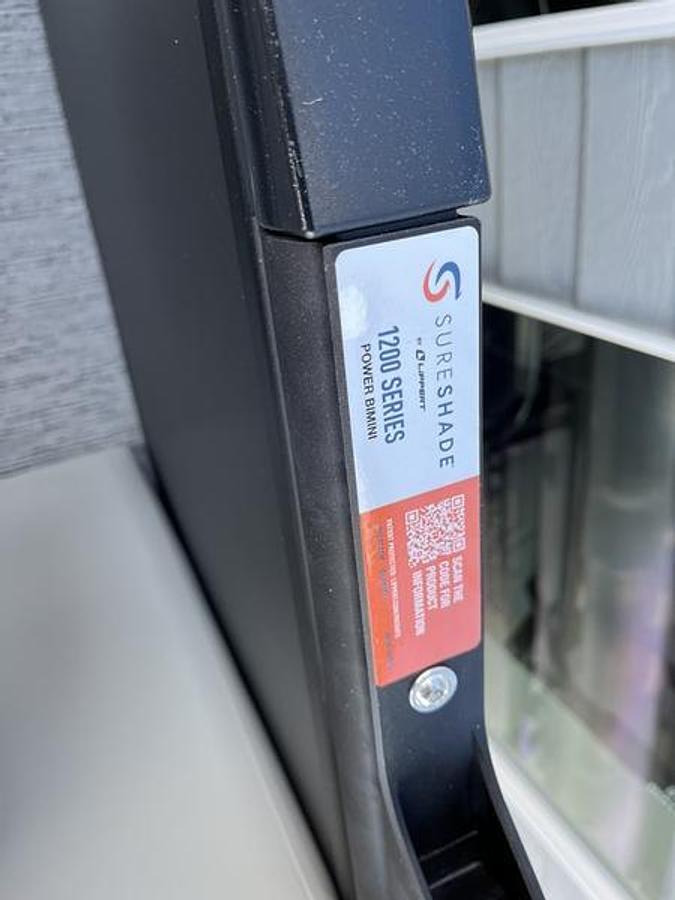 SURESHADE
BY LIPPERT
1200 SERIES
POWER BIMINI
SCAN THE
CODE FOR
PRODUCT
INFORMATION